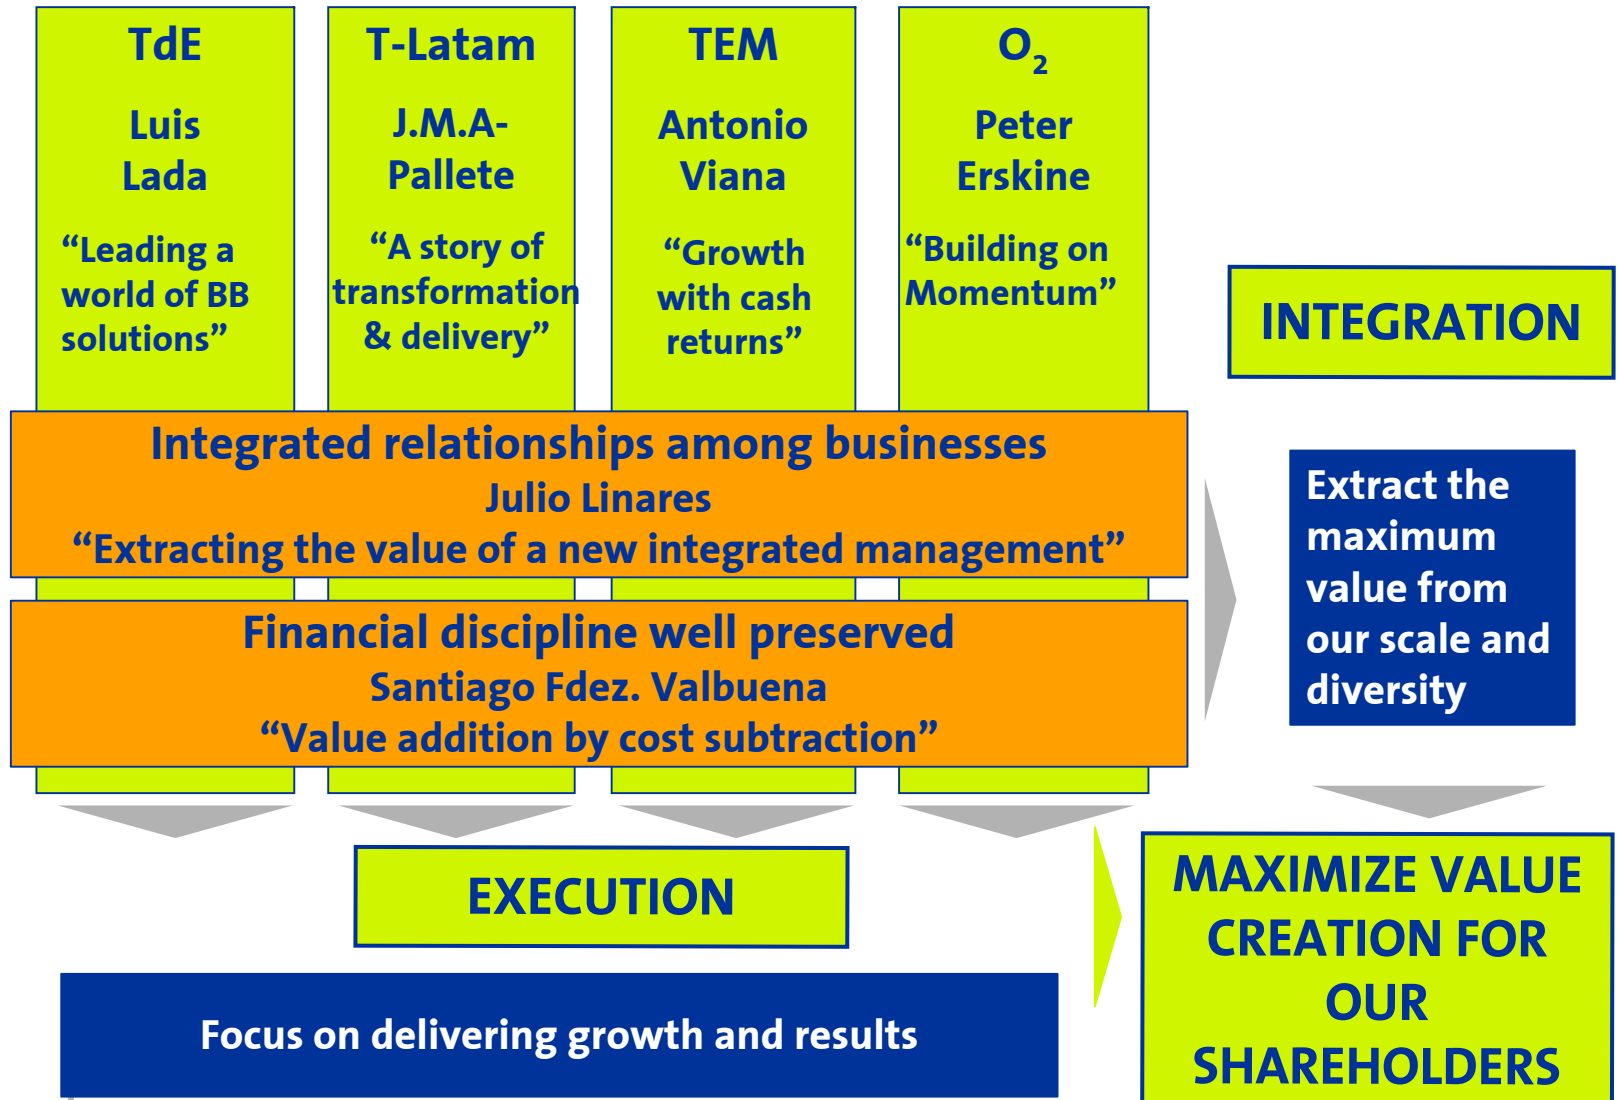 TdE
Luis
Lada
“Leading a
world of BB
solutions”
T-Latam
J.M.A-
Pallete
“A story of
transformation
& delivery”
TEM
Antonio
Viana
“Growth
with cash
returns”
O₂
Peter
Erskine
“Building on
Momentum”
Integrated relationships among businesses
Julio Linares
“Extracting the value of a new integrated management”
Financial discipline well preserved
Santiago Fdez. Valbuena
“Value addition by cost subtraction”
INTEGRATION
Extract the
maximum
value from
our scale and
diversity
EXECUTION
Focus on delivering growth and results
MAXIMIZE VALUE
CREATION FOR
OUR
SHAREHOLDERS